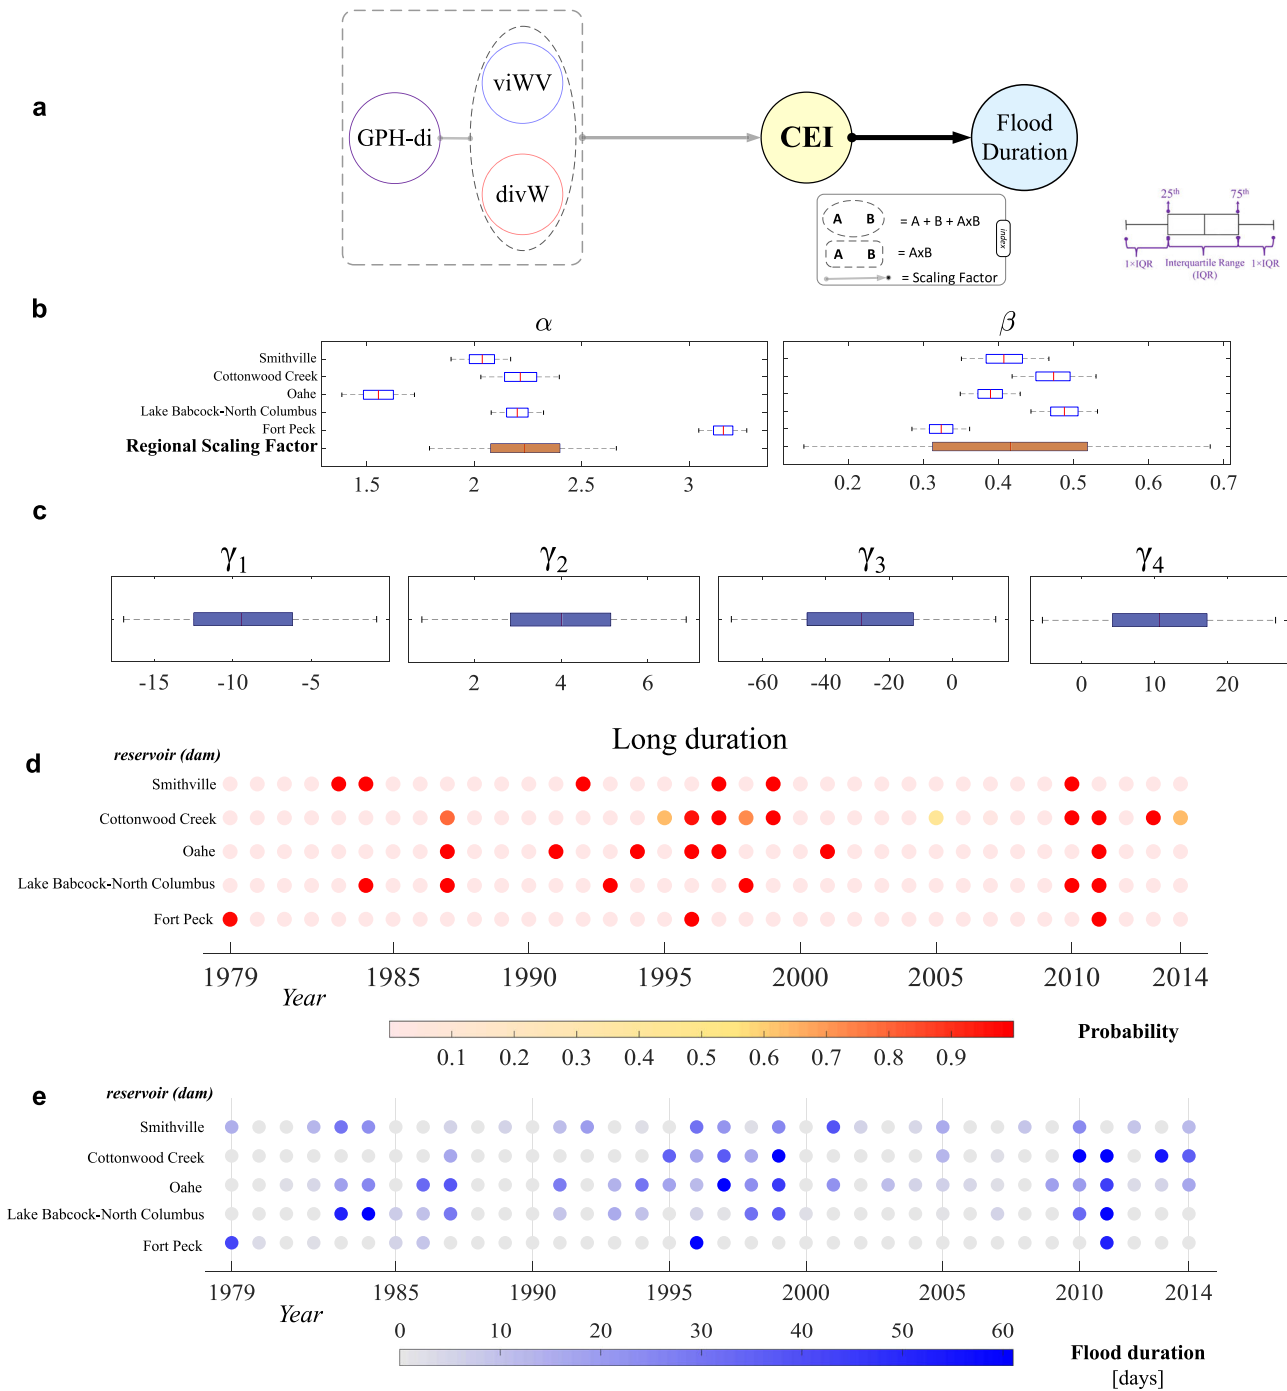 a
GPH-di
viWV
divW
CEI
Flood
Duration
A B = A + B + AxB
A B = AxB
= Scaling Factor
index
25th 75th
1×IQR Interquartile Range 1×IQR
(IQR)
b
α
Smithville
Cottonwood Creek
Oahe
Lake Babcock-North Columbus
Fort Peck
Regional Scaling Factor
1.5 2 2.5 3
β
0.2 0.3 0.4 0.5 0.6 0.7
c
γ1
-15 -10 -5
γ2
2 4 6
γ3
-60 -40 -20 0
γ4
0 10 20
Long duration
d
reservoir (dam)
Smithville
Cottonwood Creek
Oahe
Lake Babcock-North Columbus
Fort Peck
1979 1985 1990 1995 2000 2005 2010 2014
Year
Probability
0.1 0.2 0.3 0.4 0.5 0.6 0.7 0.8 0.9
e
reservoir (dam)
Smithville
Cottonwood Creek
Oahe
Lake Babcock-North Columbus
Fort Peck
1979 1985 1990 1995 2000 2005 2010 2014
Year
0 10 20 30 40 50 60
Flood duration
[days]